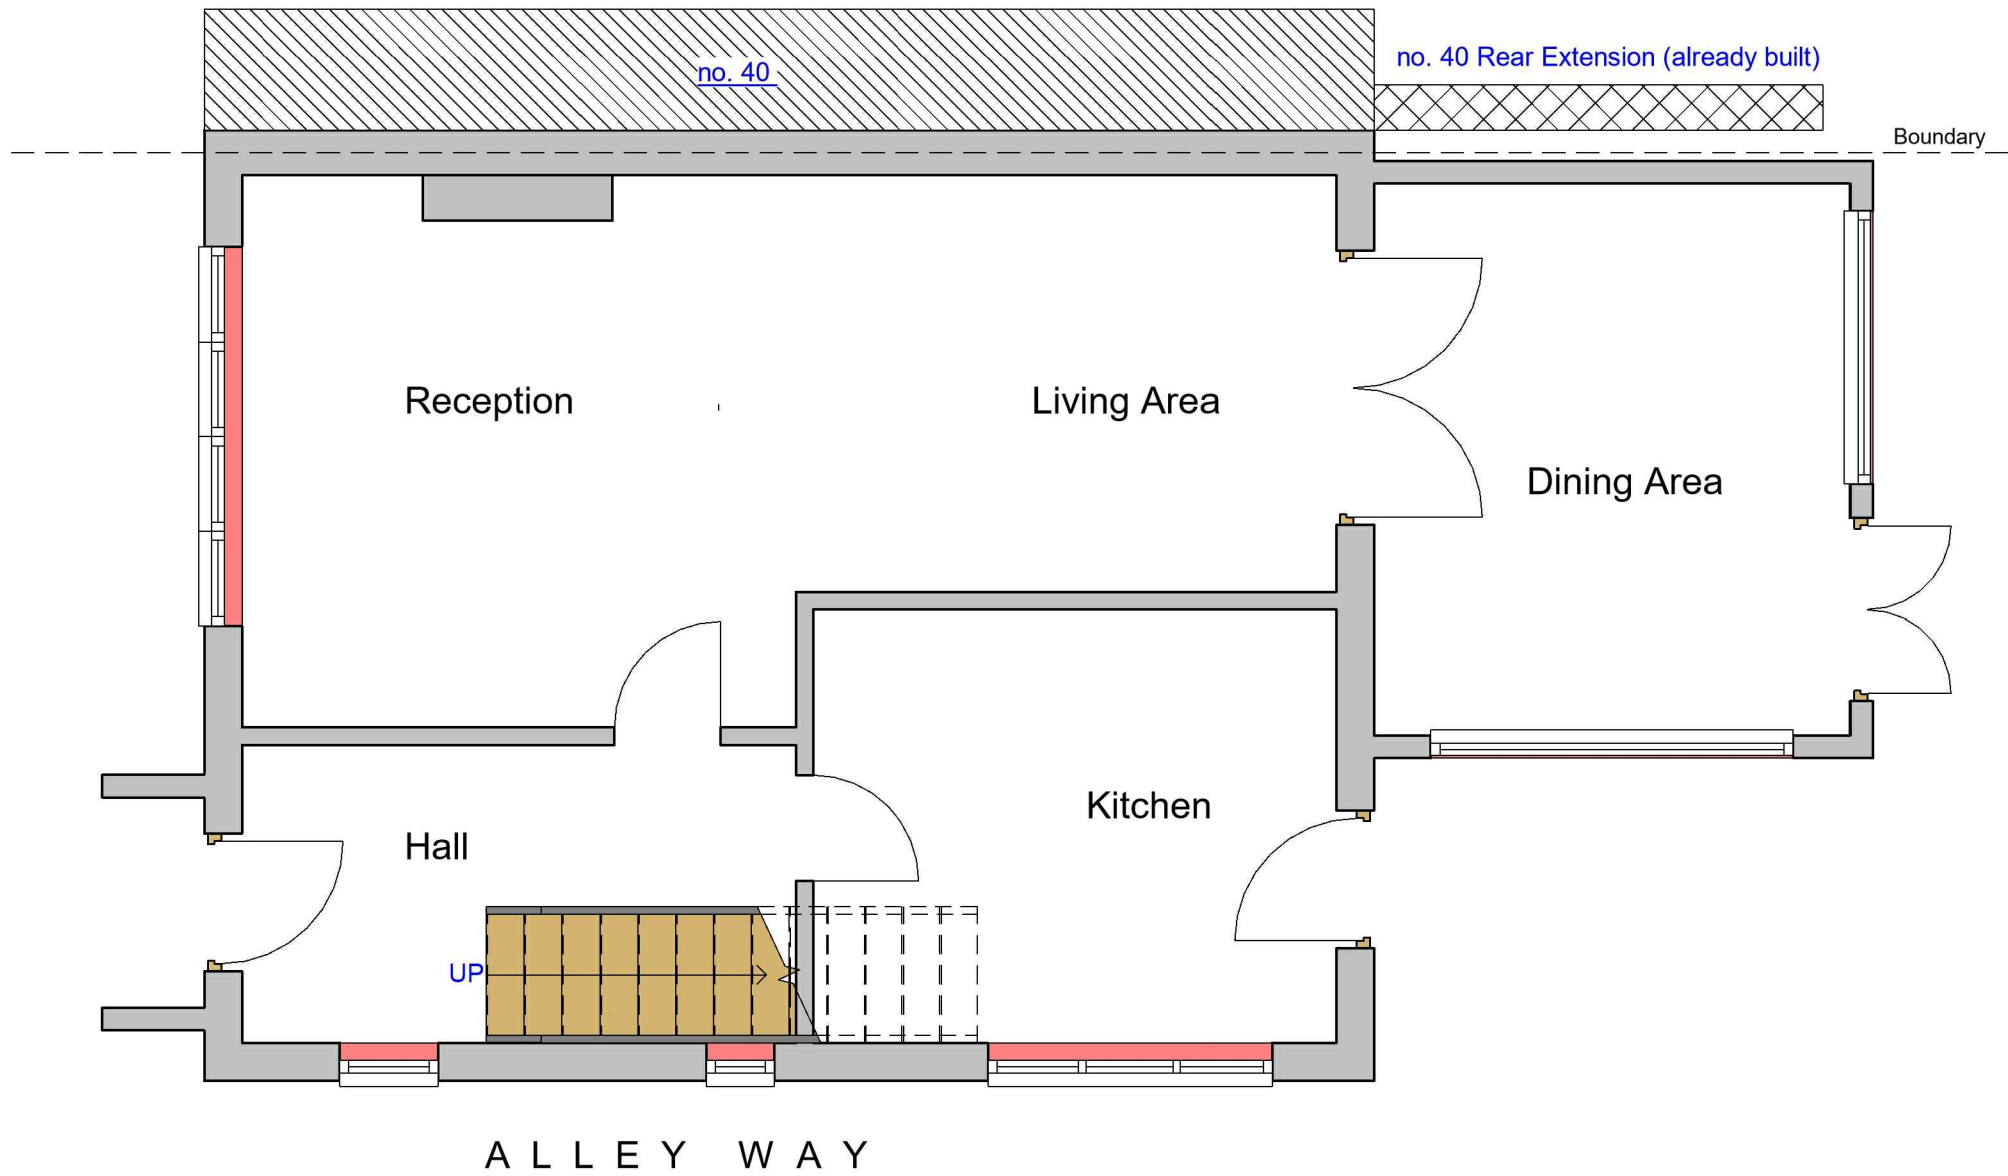 no. 40 Rear Extension (already built)
no. 40
Boundary
Reception
Living Area
Dining Area
Kitchen
Hall
UP
ALLEY WAY